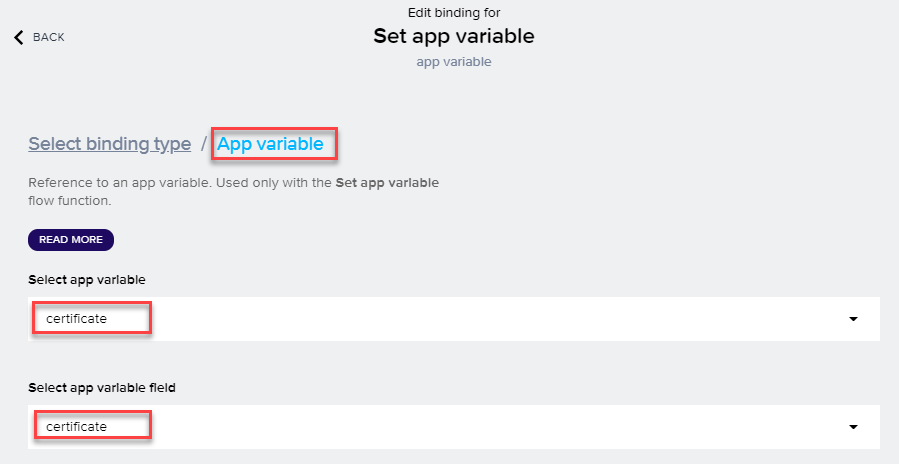 Edit binding for
BACK
Set app variable
app variable
Select binding type / App variable
Reference to an app variable. Used only with the Set app variable
flow function.
READ MORE
Select app variable
certificate
Select app variable field
certificate